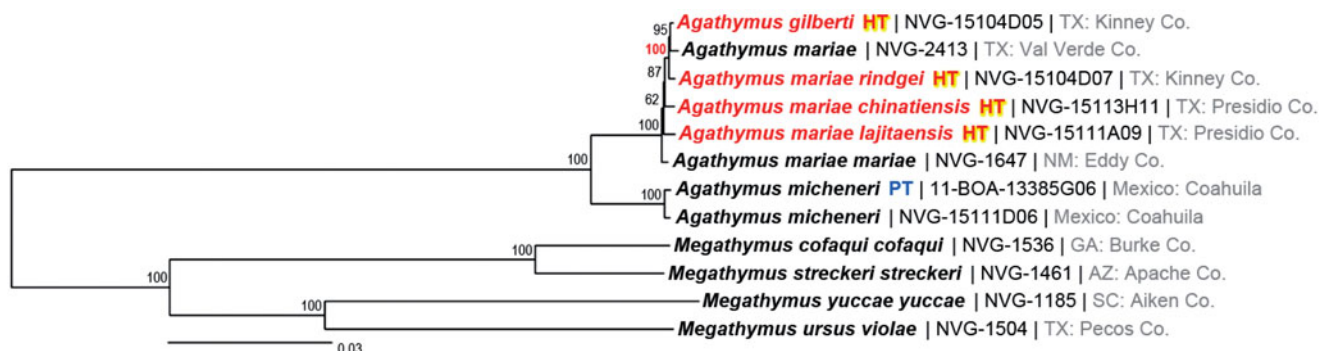 Agathymus gilberti HT | NVG-15104D05 | TX: Kinney Co.
95
100
Agathymus mariae | NVG-2413 | TX: Val Verde Co.
87
Agathymus mariae rindgei HT | NVG-15104D07 | TX: Kinney Co.
62
Agathymus mariae chinatiensis HT | NVG-15113H11 | TX: Presidio Co.
100
Agathymus mariae lajitaensis HT | NVG-15111A09 | TX: Presidio Co.
100
Agathymus mariae mariae | NVG-1647 | NM: Eddy Co.
100
Agathymus micheneri PT | 11-BOA-13385G06 | Mexico: Coahuila
Agathymus micheneri | NVG-15111D06 | Mexico: Coahuila
100
Megathymus cofaqui cofaqui | NVG-1536 | GA: Burke Co.
100
Megathymus streckeri streckeri | NVG-1461 | AZ: Apache Co.
100
Megathymus yuccae yuccae | NVG-1185 | SC: Aiken Co.
Megathymus ursus violae | NVG-1504 | TX: Pecos Co.
0.03